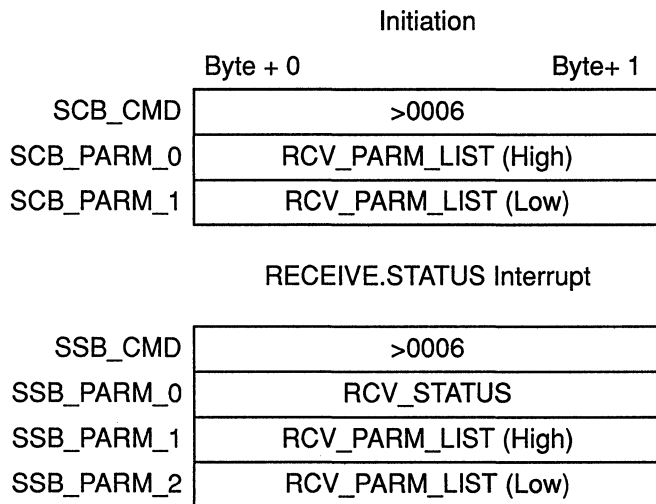 Initiation
Byte + 0 Byte+ 1
SCB_CMD >0006
SCB_PARM_0 RCV_PARM_LIST (High)
SCB_PARM_1 RCV_PARM_LIST (Low)
RECEIVE.STATUS Interrupt
SSB_CMD >0006
SSB_PARM_0 RCV_STATUS
SSB_PARM_1 RCV_PARM_LIST (High)
SSB_PARM_2 RCV_PARM_LIST (Low)